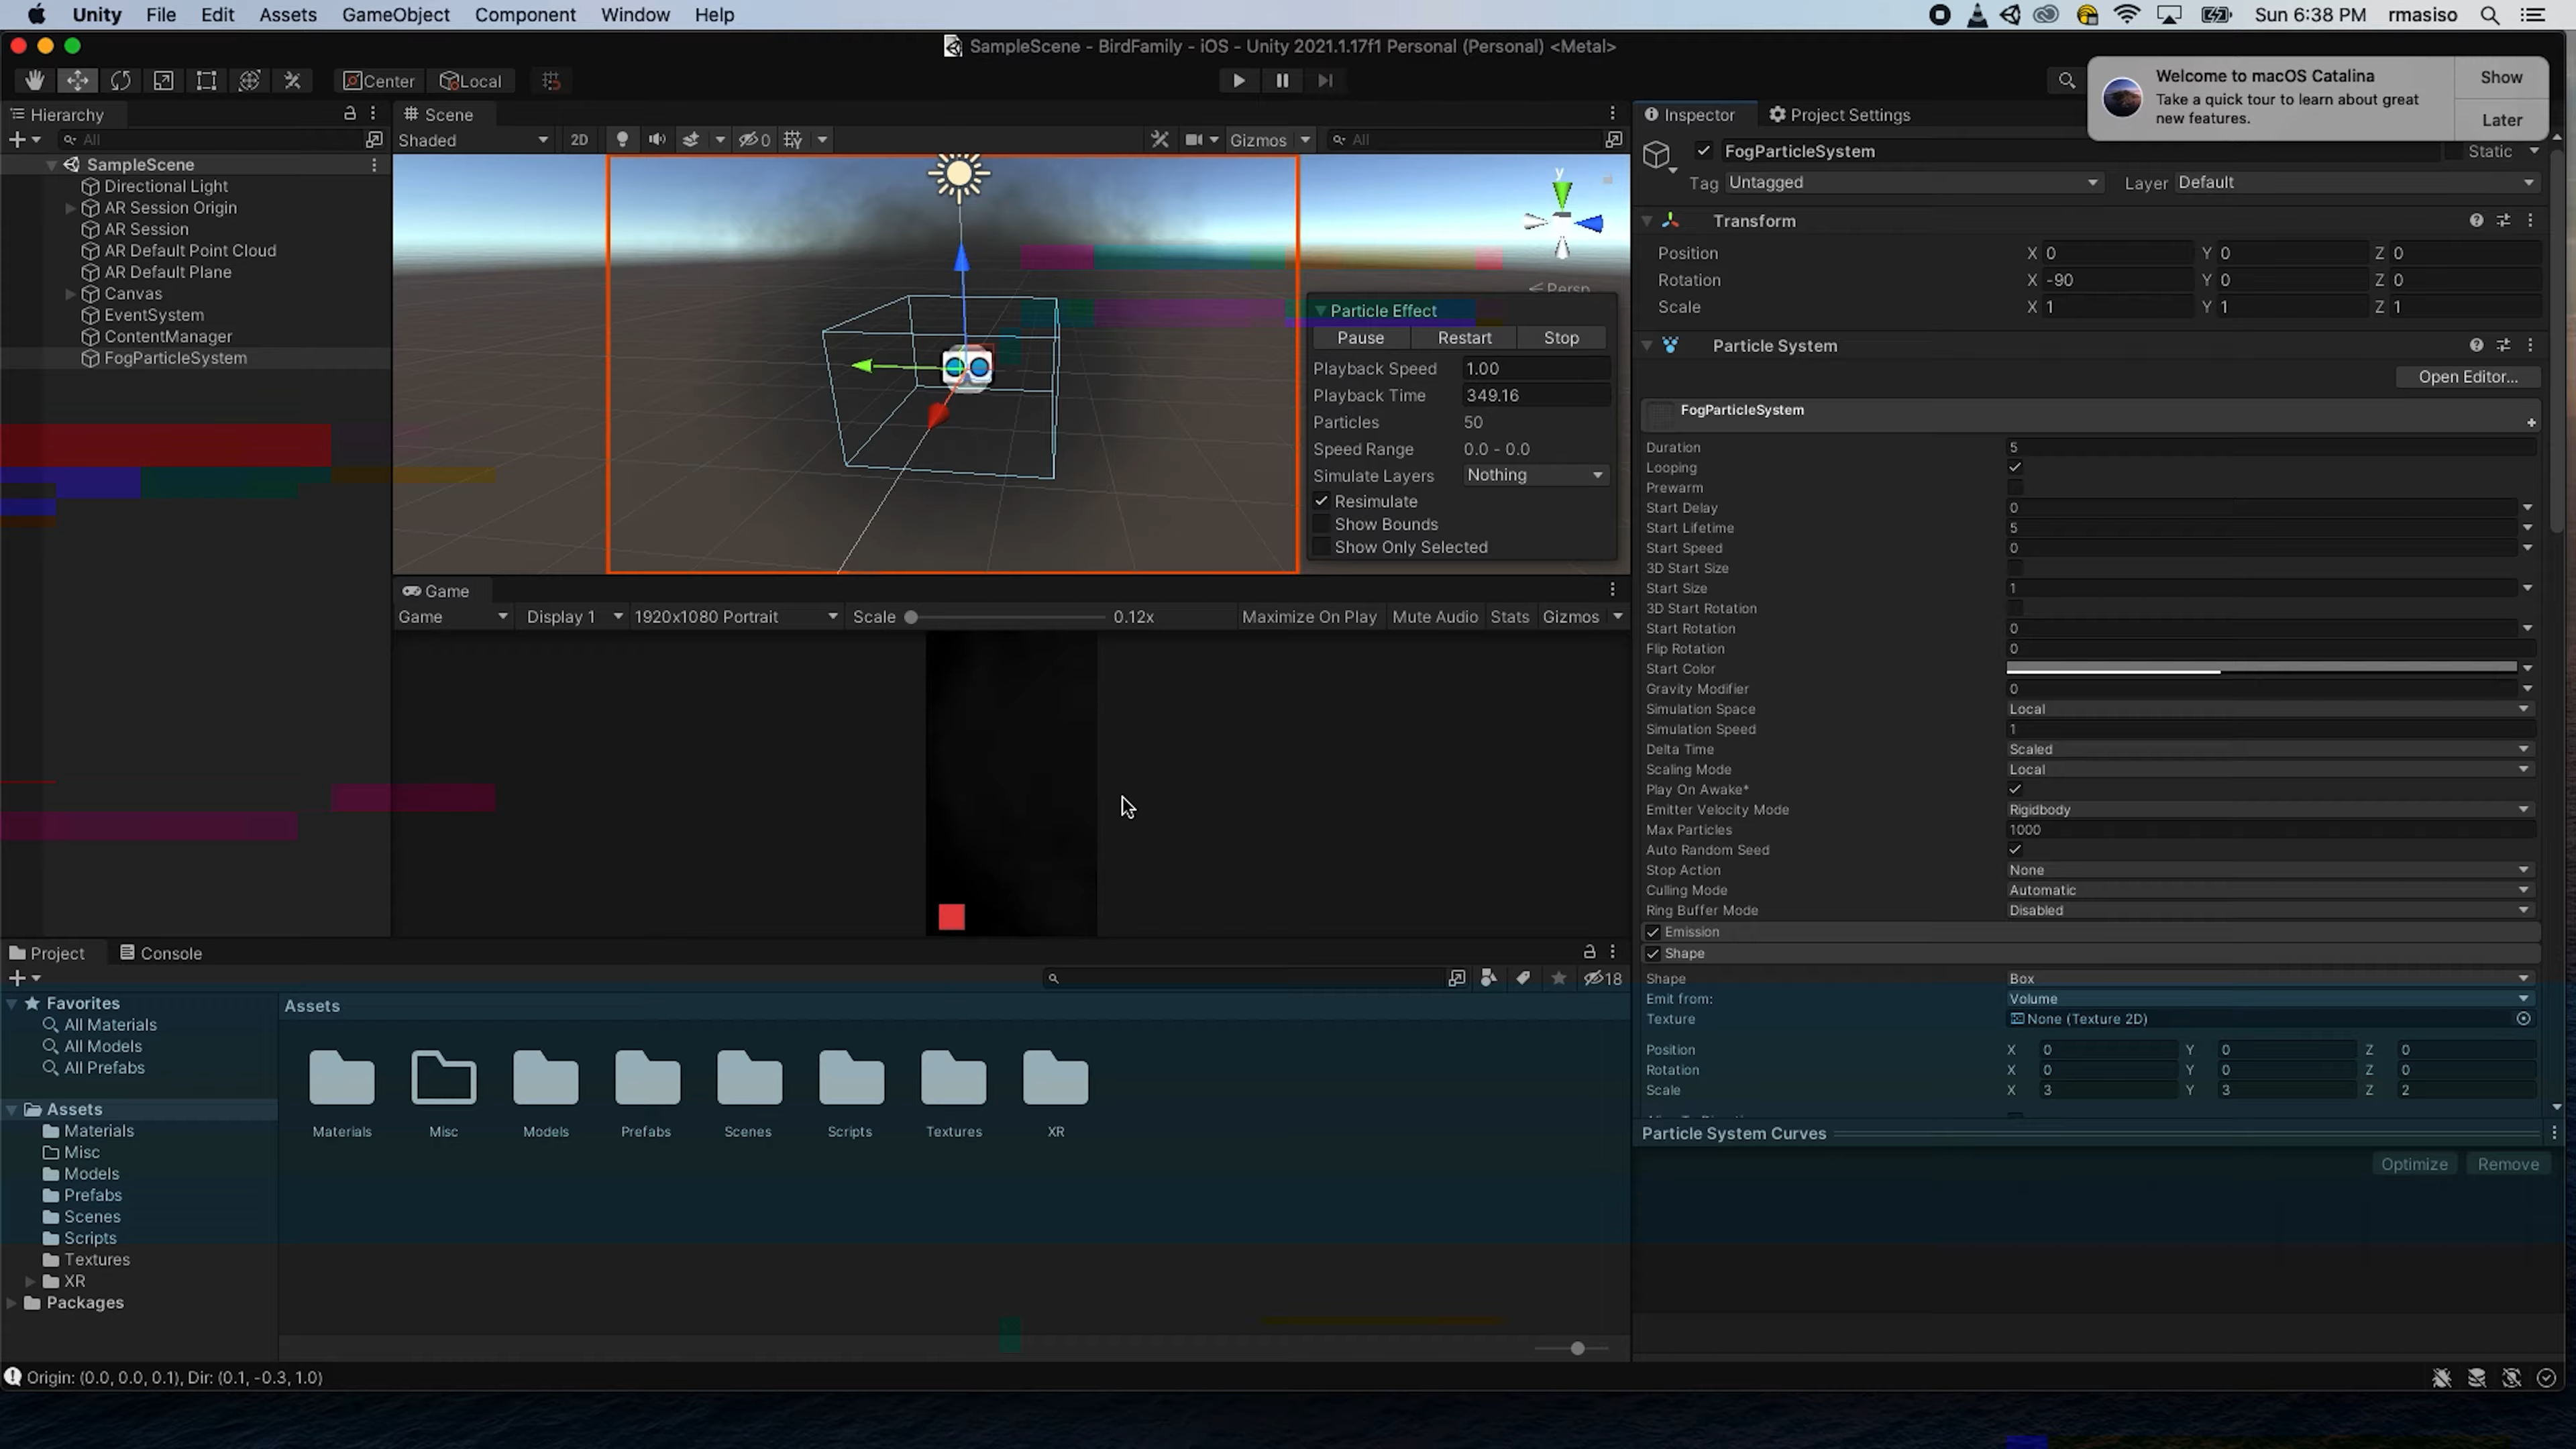 Unity File Edit Assets GameObject Component Window Help
Sun 6:38 PM rmasiso
SampleScene - BirdFamily - iOS - Unity 2021.1.17f1 Personal (Personal) <Metal>
Center Local
Welcome to macOS Catalina
Take a quick tour to learn about great
new features.
Show
Later
Hierarchy
All
SampleScene
Directional Light
AR Session Origin
AR Session
AR Default Point Cloud
AR Default Plane
Canvas
EventSystem
ContentManager
FogParticleSystem
Scene
Shaded 2D 0 Gizmos All
y
Persp
Particle Effect
Pause Restart Stop
Playback Speed 1.00
Playback Time 349.16
Particles 50
Speed Range 0.0 - 0.0
Simulate Layers Nothing
Resimulate
Show Bounds
Show Only Selected
Game
Game Display 1 1920x1080 Portrait Scale 0.12x Maximize On Play Mute Audio Stats Gizmos
Inspector Project Settings
FogParticleSystem Static
Tag Untagged Layer Default
Transform
Position X 0 Y 0 Z 0
Rotation X -90 Y 0 Z 0
Scale X 1 Y 1 Z 1
Particle System
Open Editor...
FogParticleSystem
Duration 5
Looping
Prewarm
Start Delay 0
Start Lifetime 5
Start Speed 0
3D Start Size
Start Size 1
3D Start Rotation
Start Rotation 0
Flip Rotation 0
Start Color
Gravity Modifier 0
Simulation Space Local
Simulation Speed 1
Delta Time Scaled
Scaling Mode Local
Play On Awake*
Emitter Velocity Mode Rigidbody
Max Particles 1000
Auto Random Seed
Stop Action None
Culling Mode Automatic
Ring Buffer Mode Disabled
Emission
Shape
Shape Box
Emit from: Volume
Texture None (Texture 2D)
Position X 0 Y 0 Z 0
Rotation X 0 Y 0 Z 0
Scale X 3 Y 3 Z 2
Particle System Curves
Optimize Remove
Project Console
18
Favorites
All Materials
All Models
All Prefabs
Assets
Materials
Misc
Models
Prefabs
Scenes
Scripts
Textures
XR
Packages
Assets
Materials Misc Models Prefabs Scenes Scripts Textures XR
Origin: (0.0, 0.0, 0.1), Dir: (0.1, -0.3, 1.0)